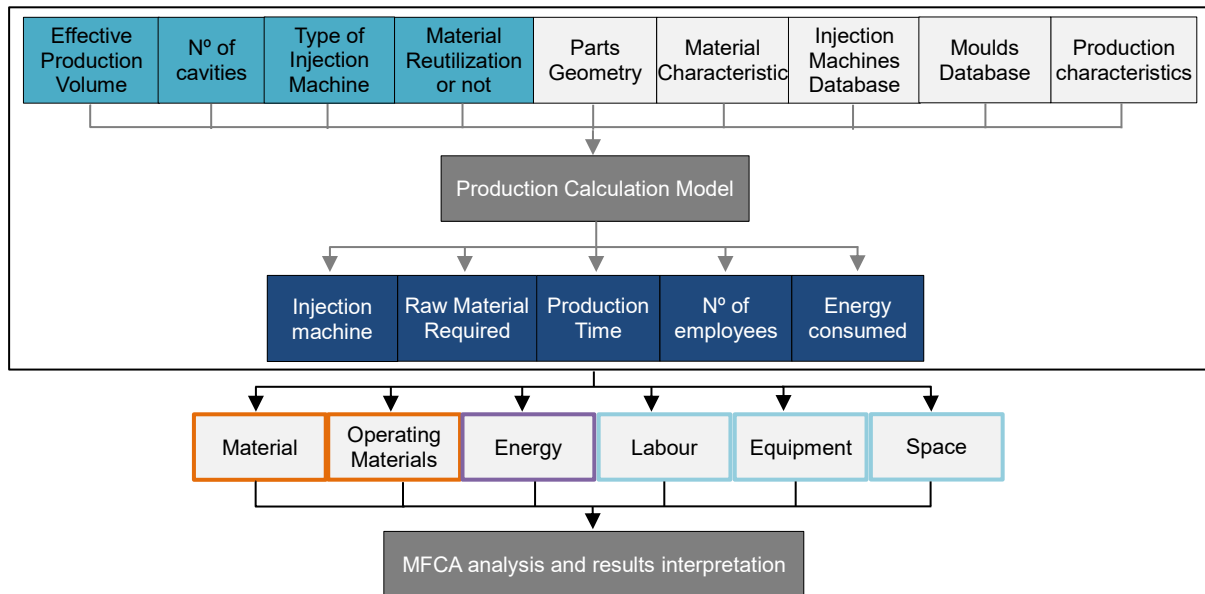 Effective
Production
Volume
Nº of
cavities
Type of
Injection
Machine
Material
Reutilization
or not
Parts
Geometry
Material
Characteristic
Injection
Machines
Database
Moulds
Database
Production
characteristics
Production Calculation Model
Injection
machine
Raw Material
Required
Production
Time
Nº of
employees
Energy
consumed
Material
Operating
Materials
Energy
Labour
Equipment
Space
MFCA analysis and results interpretation